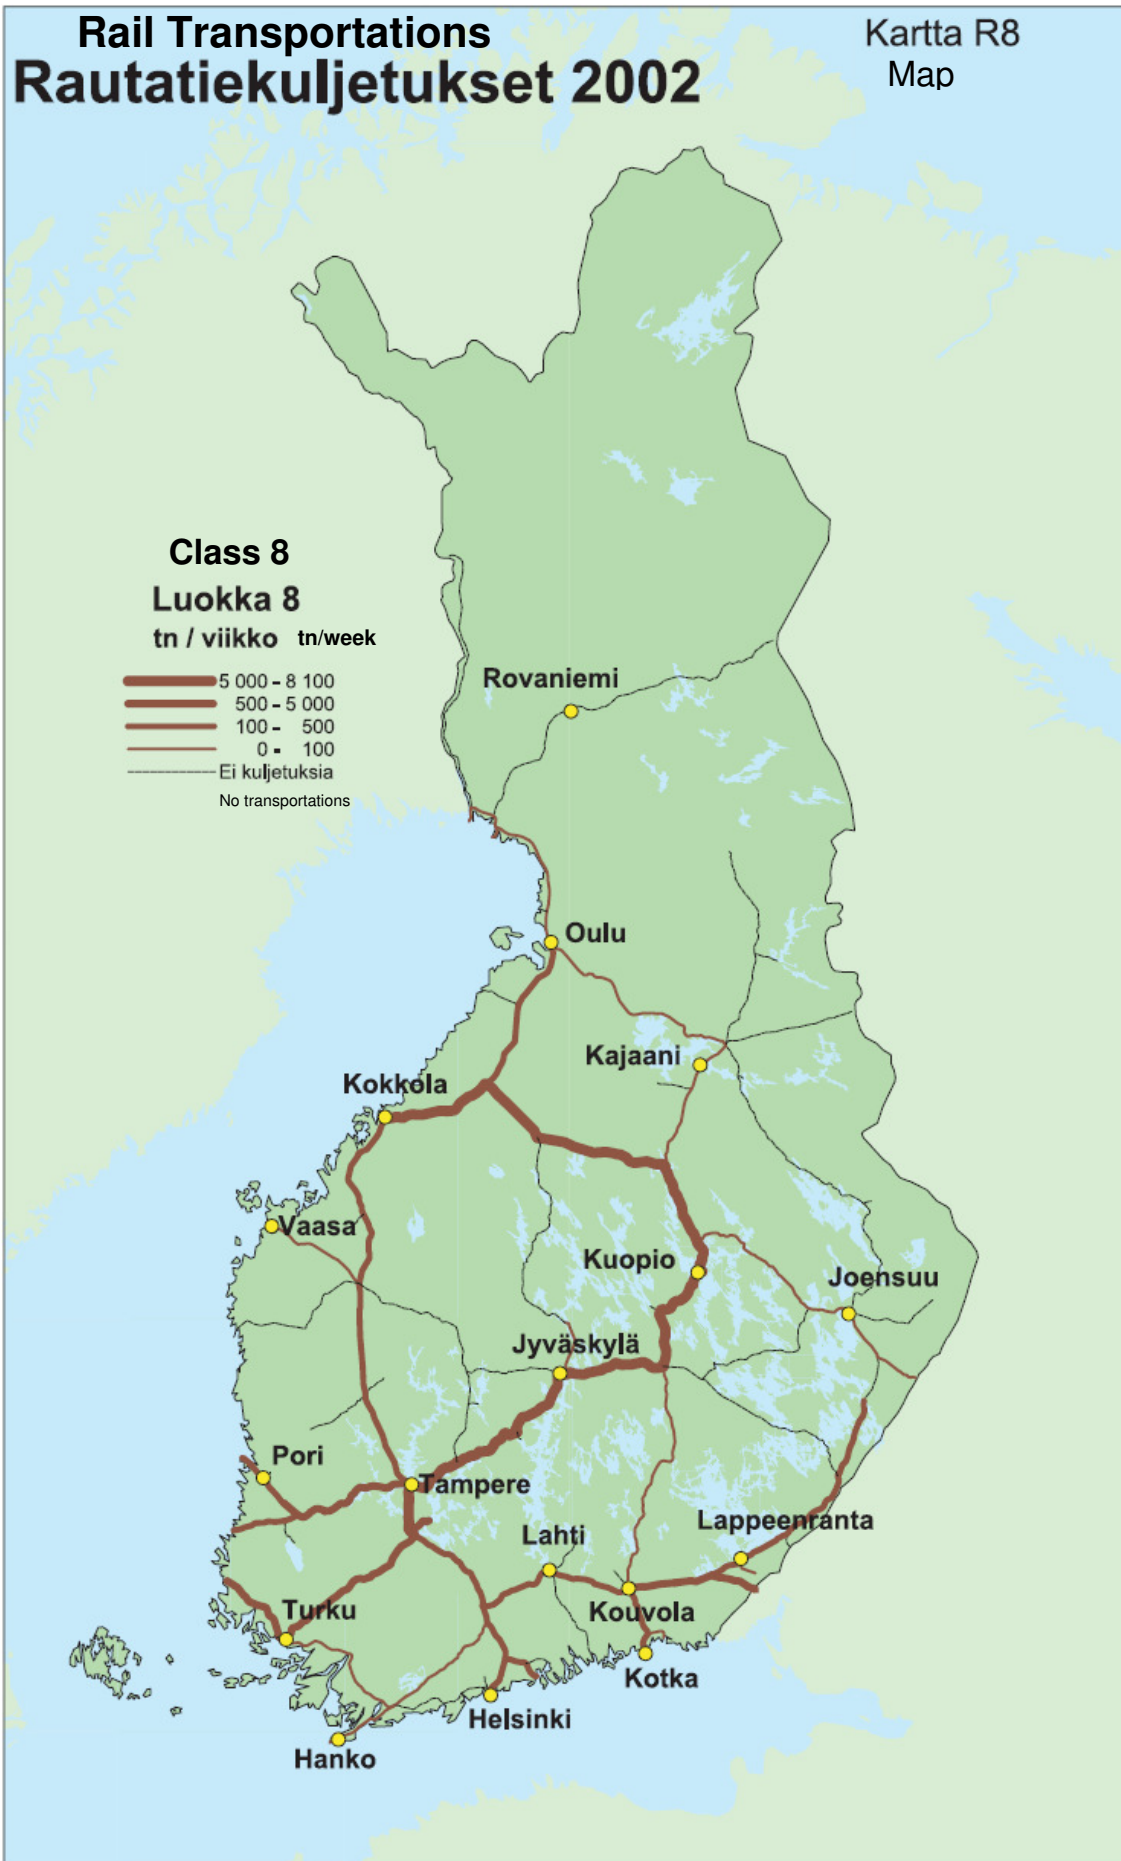 Rail Transportations
Kartta R8
Rautatiekuljetukset 2002
Map
Class 8
Luokka 8
tn / viikko tn/week
5 000 - 8 100
500 - 5 000
100 - 500
0 - 100
Ei kuljetuksia
No transportations
Rovaniemi
Oulu
Kajaani
Kokkola
Vaasa
Kuopio
Joensuu
Jyväskylä
Pori
Tampere
Lappeenranta
Lahti
Turku
Kouvola
Kotka
Helsinki
Hanko